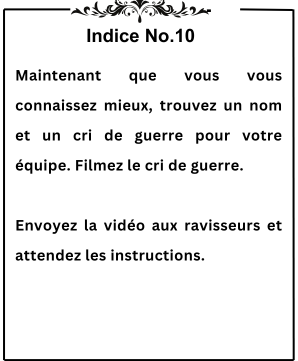 Indice No.10
Maintenant que vous vous
connaissez mieux, trouvez un nom
et un cri de guerre pour votre
équipe. Filmez le cri de guerre.
Envoyez la vidéo aux ravisseurs et
attendez les instructions.